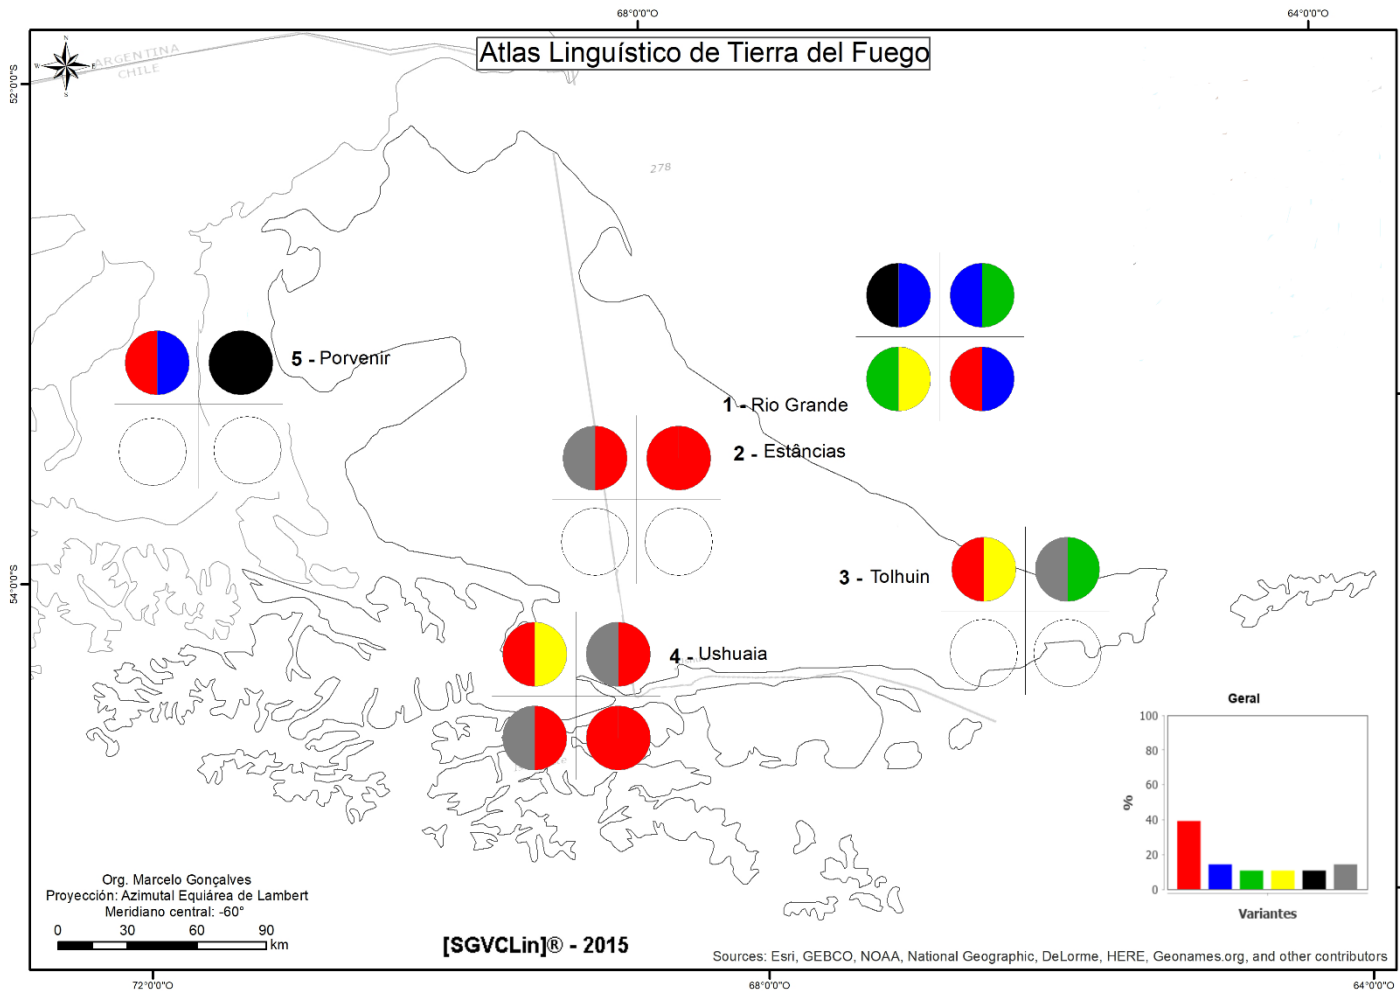 68°0'0"O
64°0'0"O
Atlas Linguístico de Tierra del Fuego
N
W
E
S
ARGENTINA
CHILE
52°0'0"S
278
5 - Porvenir
1 - Rio Grande
2 - Estâncias
3 - Tolhuin
54°0'0"S
4 - Ushuaia
Geral
100
80
60
40
20
0
%
Variantes
Org. Marcelo Gonçalves
Proyección: Azimutal Equiárea de Lambert
Meridiano central: -60°
0 30 60 90
km
[SGVCLin]® - 2015
Sources: Esri, GEBCO, NOAA, National Geographic, DeLorme, HERE, Geonames.org, and other contributors
72°0'0"O
68°0'0"O
64°0'0"O